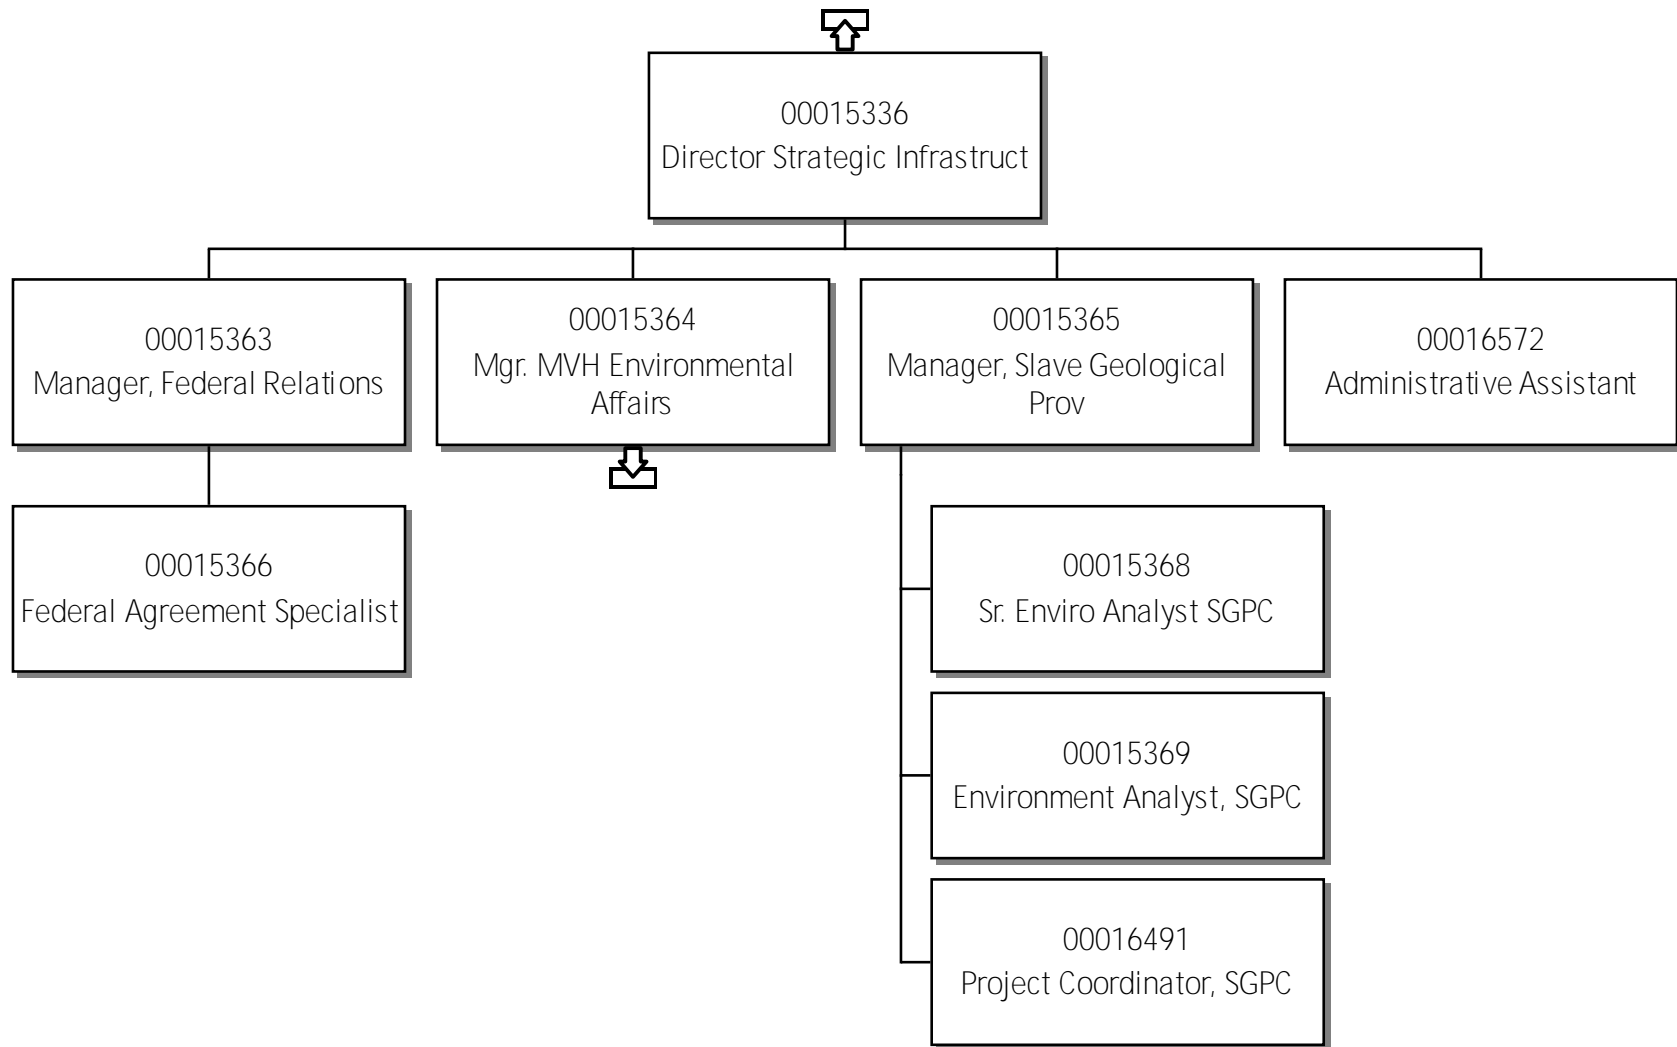 00015336
Director Strategic Infrastruct
00015363
Manager, Federal Relations
00015364
Mgr. MVH Environmental
Affairs
00015365
Manager, Slave Geological
Prov
00016572
Administrative Assistant
00015366
Federal Agreement Specialist
00015368
Sr. Enviro Analyst SGPC
00015369
Environment Analyst, SGPC
00016491
Project Coordinator, SGPC